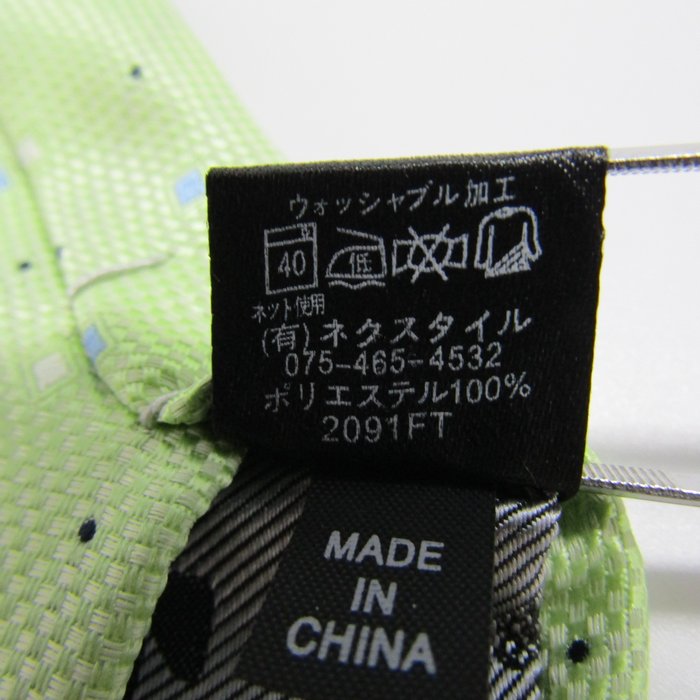 ウォッシャブル加工
40 低
ネット使用
(有)ネクスタイル
075-465-4532
ポリエステル100%
2091FT
MADE
IN
CHINA